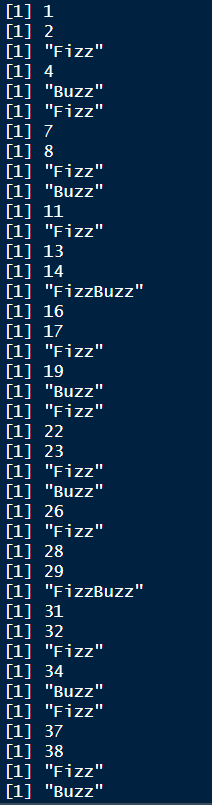 [1] 1
[1] 2
[1] "Fizz"
[1] 4
[1] "Buzz"
[1] "Fizz"
[1] 7
[1] 8
[1] "Fizz"
[1] "Buzz"
[1] 11
[1] "Fizz"
[1] 13
[1] 14
[1] "FizzBuzz"
[1] 16
[1] 17
[1] "Fizz"
[1] 19
[1] "Buzz"
[1] "Fizz"
[1] 22
[1] 23
[1] "Fizz"
[1] "Buzz"
[1] 26
[1] "Fizz"
[1] 28
[1] 29
[1] "FizzBuzz"
[1] 31
[1] 32
[1] "Fizz"
[1] 34
[1] "Buzz"
[1] "Fizz"
[1] 37
[1] 38
[1] "Fizz"
[1] "Buzz"